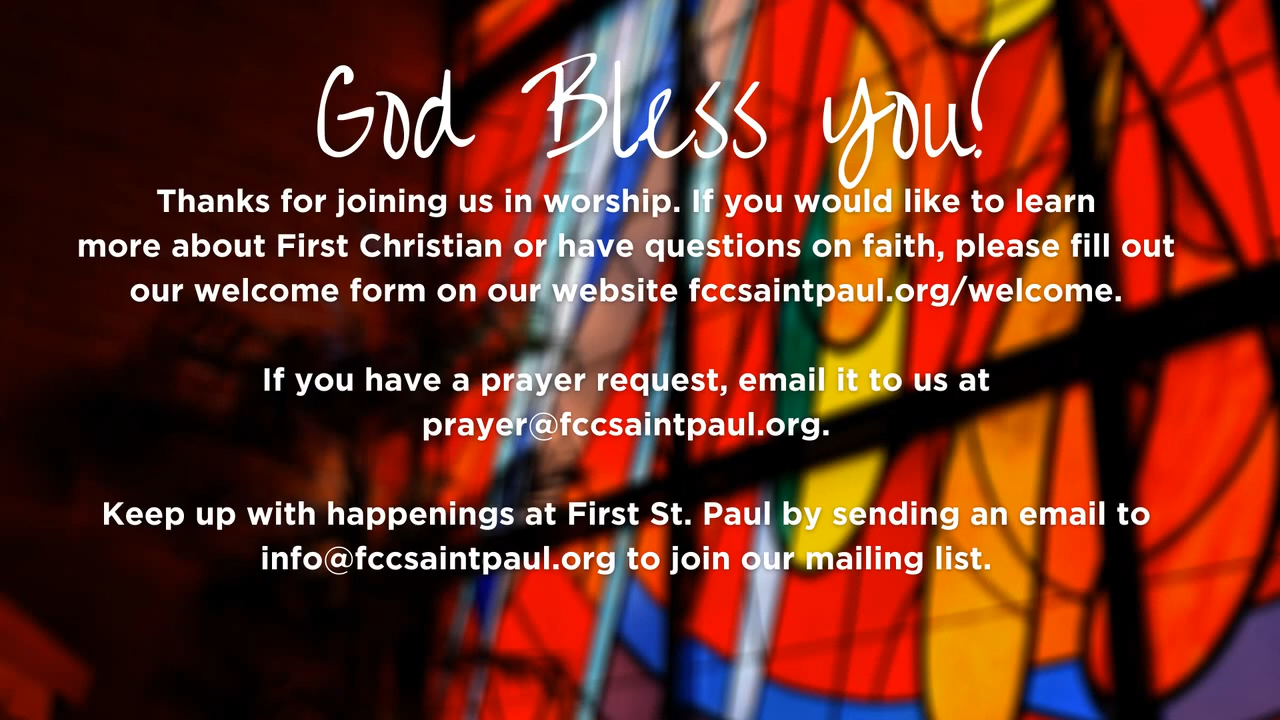 God Bless you!
Thanks for joining us in worship. If you would like to learn
more about First Christian or have questions on faith, please fill out
our welcome form on our website fccsaintpaul.org/welcome.
If you have a prayer request, email it to us at
prayer@fccsaintpaul.org.
Keep up with happenings at First St. Paul by sending an email to
info@fccsaintpaul.org to join our mailing list.